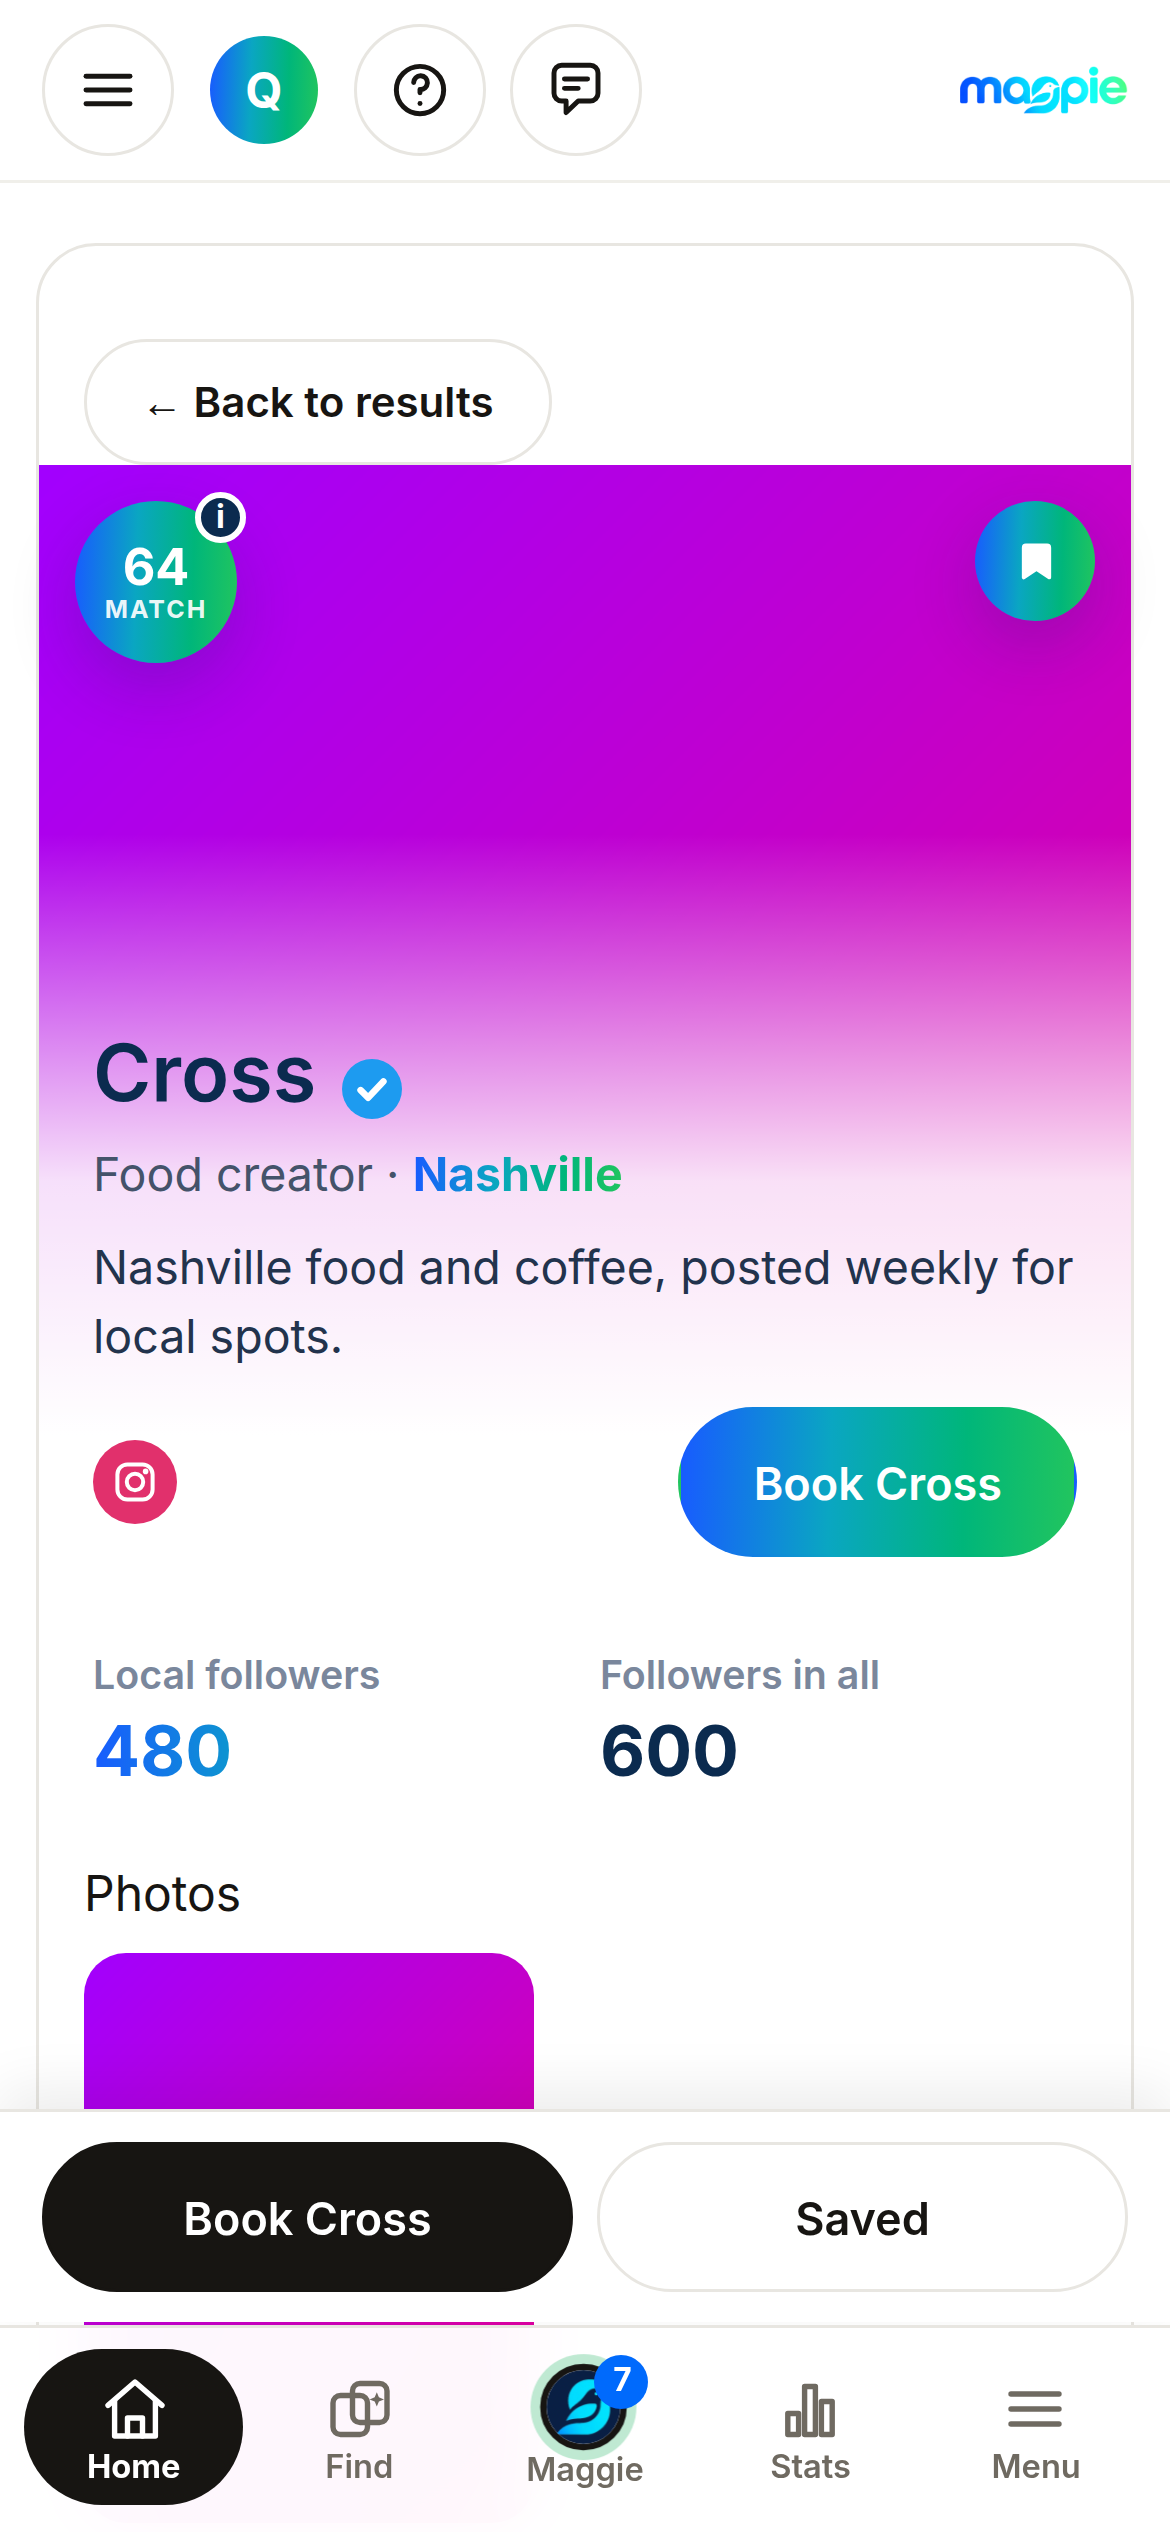 Q
magpie
← Back to results
64
MATCH
i
Cross
Food creator · Nashville
Nashville food and coffee, posted weekly for
local spots.
Book Cross
Local followers
480
Followers in all
600
Photos
Book Cross
Saved
Home
Find
7
Maggie
Stats
Menu